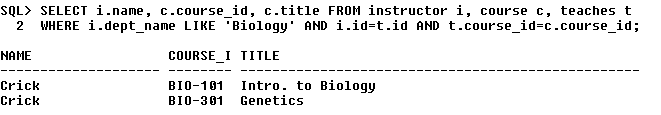 SQL> SELECT i.name, c.course_id, c.title FROM instructor i, course c, teaches t
  2  WHERE i.dept_name LIKE 'Biology' AND i.id=t.id AND t.course_id=c.course_id;
NAME                 COURSE_I TITLE
-------------------- -------- --------------------------------------------------
Crick                BIO-101  Intro. to Biology
Crick                BIO-301  Genetics